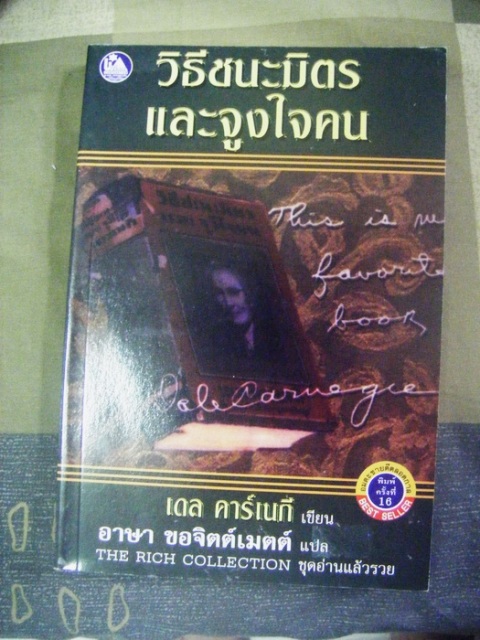 วิธีชนะมิตร
และจูงใจคน
This is
favorite
book
Dale Carnegie
เดล คาร์เนกี เขียน
อาษา ขอจิตต์เมตต์ แปล
THE RICH COLLECTION ชุดอ่านแล้วรวย
พิมพ์
ครั้งที่
16
BEST SELLER